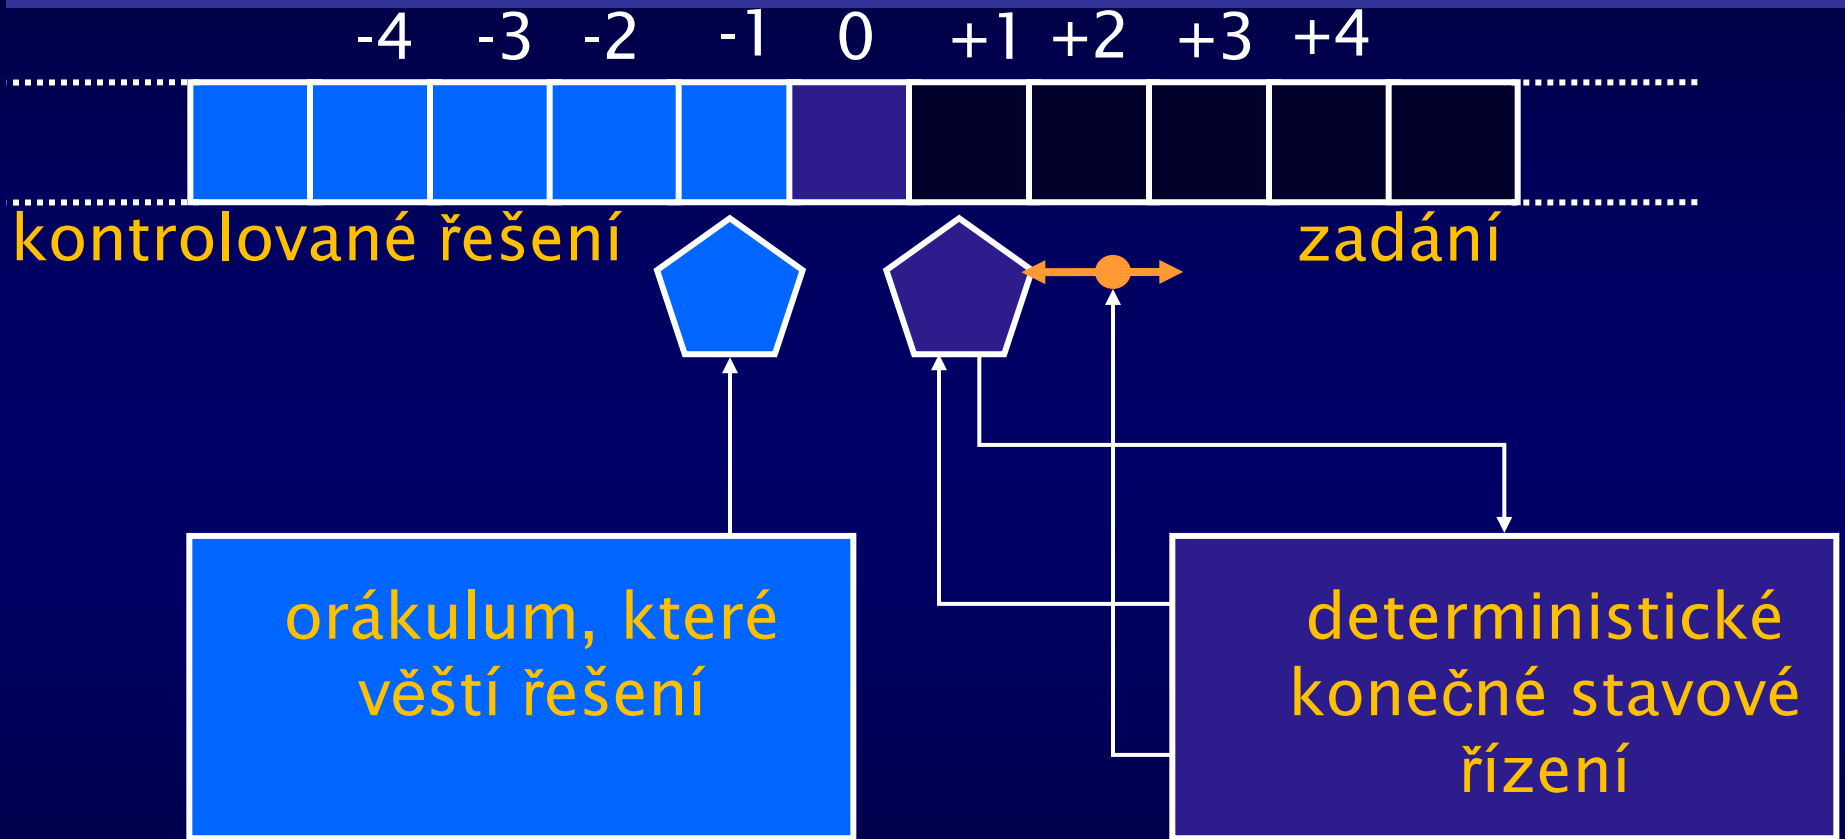 -4 -3 -2 -1 0 +1 +2 +3 +4
kontrolované řešení
zadání
orákulum, které
věští řešení
deterministické
konečné stavové
řízení